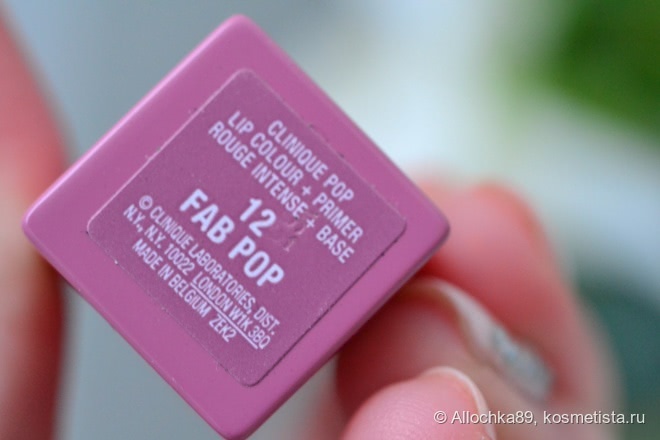 CLINIQUE POP
LIP COLOUR + PRIMER
ROUGE INTENSE + BASE
12
FAB POP
©CLINIQUE LABORATORIES, DIST.
N.Y., N.Y. 10022 LONDON W1K 3BQ
MADE IN BELGIUM ZEK2
© Allochka89, kosmetista.ru